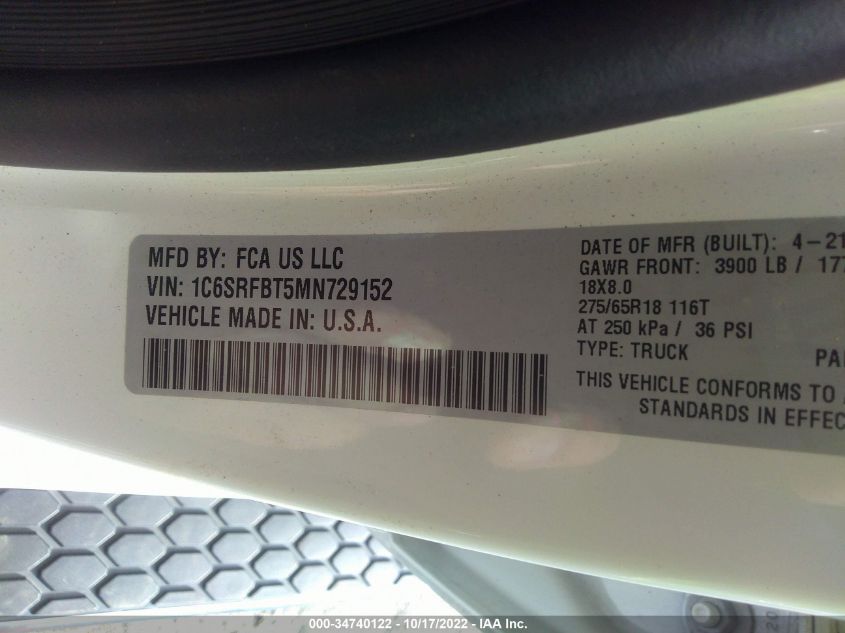 MFD BY: FCA US LLC
VIN: 1C6SRFBT5MN729152
VEHICLE MADE IN: U.S.A.
DATE OF MFR (BUILT): 4-21
GAWR FRONT: 3900 LB / 177
18X8.0
275/65R18 116T
AT 250 kPa / 36 PSI
TYPE: TRUCK
THIS VEHICLE CONFORMS TO
STANDARDS IN EFFEC
000-34740122 - 10/17/2022 - IAA Inc.